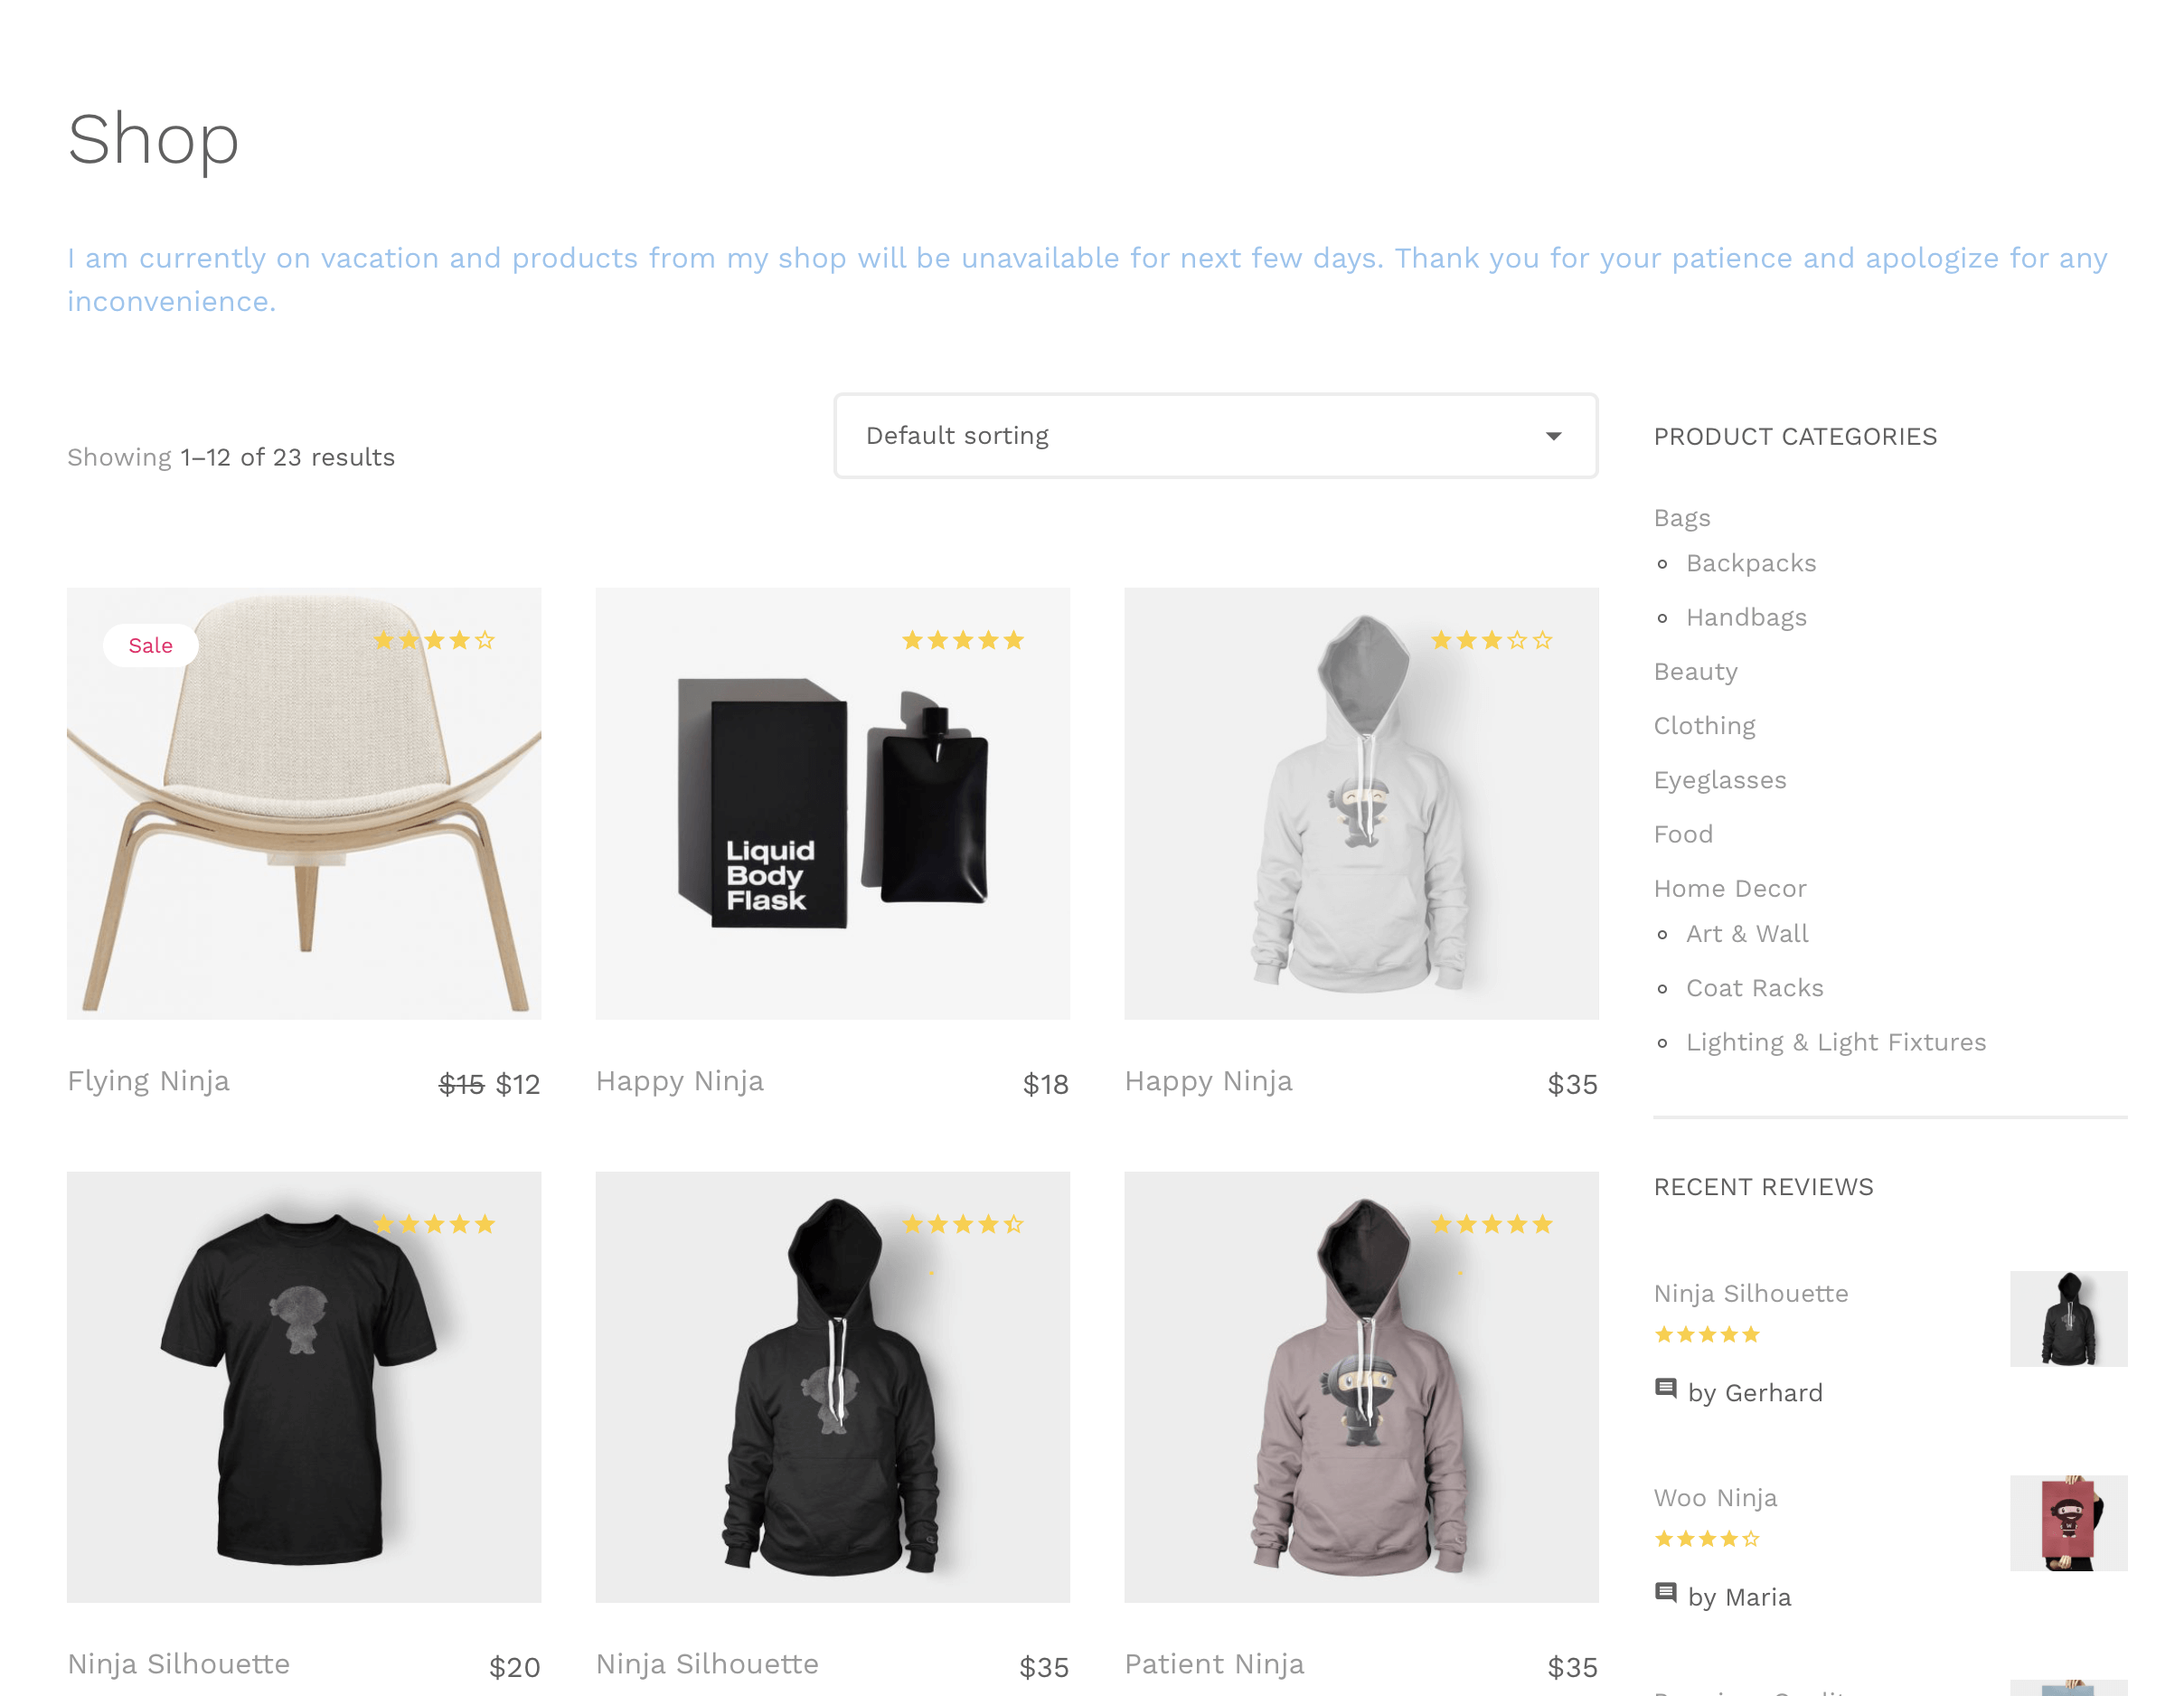 Shop
I am currently on vacation and products from my shop will be unavailable for next few days. Thank you for your patience and apologize for any
inconvenience.
Showing 1–12 of 23 results
Default sorting
Sale
Liquid
Body
Flask
Flying Ninja $15 $12
Happy Ninja $18
Happy Ninja $35
Ninja Silhouette $20
Ninja Silhouette $35
Patient Ninja $35
PRODUCT CATEGORIES
Bags
Backpacks
Handbags
Beauty
Clothing
Eyeglasses
Food
Home Decor
Art & Wall
Coat Racks
Lighting & Light Fixtures
RECENT REVIEWS
Ninja Silhouette
by Gerhard
Woo Ninja
by Maria